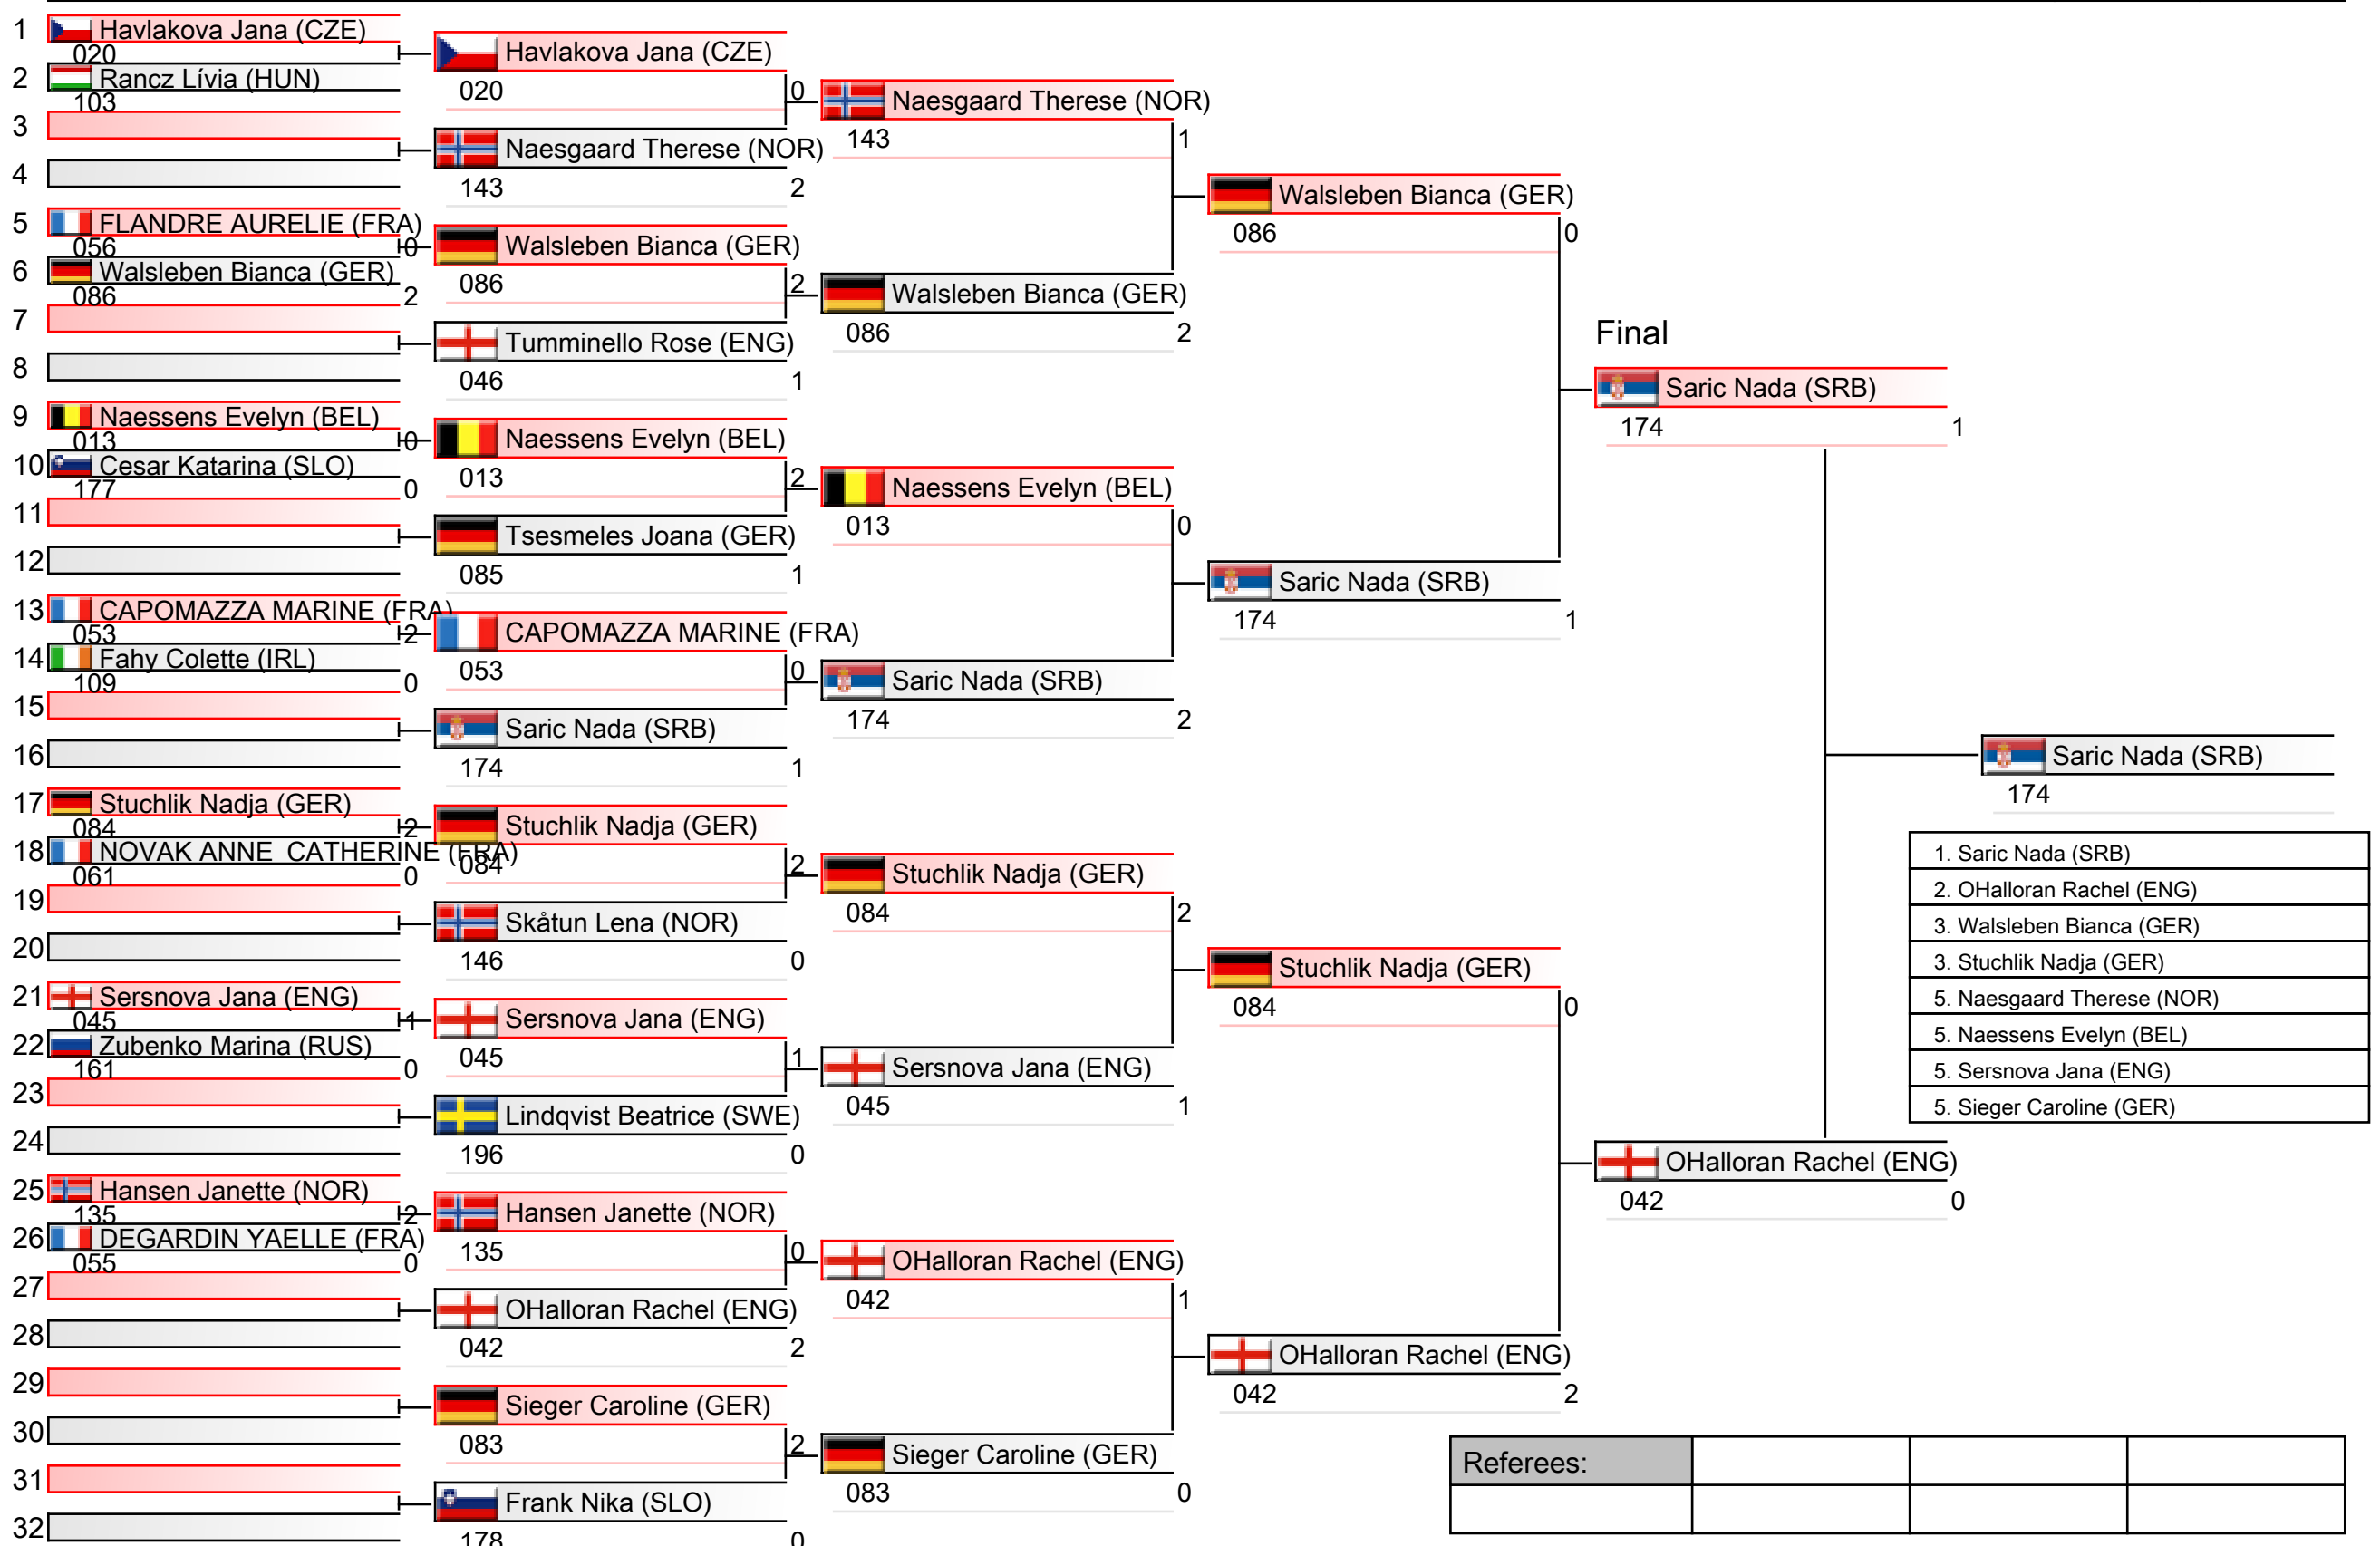 1 Havlakova Jana (CZE)
020
2 Rancz Lívia (HUN)
103
3
4
5 FLANDRE AURELIE (FRA)
056 0
6 Walsleben Bianca (GER)
086 2
7
8
9 Naessens Evelyn (BEL)
013 0
10 Cesar Katarina (SLO)
177 0
11
12
13 CAPOMAZZA MARINE (FRA)
053 2
14 Fahy Colette (IRL)
109 0
15
16
17 Stuchlik Nadja (GER)
084 2
18 NOVAK ANNE CATHERINE (FRA)
061 0
19
20
21 Sersnova Jana (ENG)
045 1
22 Zubenko Marina (RUS)
161 0
23
24
25 Hansen Janette (NOR)
135 2
26 DEGARDIN YAELLE (FRA)
055 0
27
28
29
30
31
32
Havlakova Jana (CZE)
020 0
Naesgaard Therese (NOR)
143 2
Walsleben Bianca (GER)
086 2
Tumminello Rose (ENG)
046 1
Naessens Evelyn (BEL)
013 2
Tsesmeles Joana (GER)
085 1
CAPOMAZZA MARINE (FRA)
053 0
Saric Nada (SRB)
174 1
Stuchlik Nadja (GER)
084 2
Skåtun Lena (NOR)
146 0
Sersnova Jana (ENG)
045 1
Lindqvist Beatrice (SWE)
196 0
Hansen Janette (NOR)
135 0
OHalloran Rachel (ENG)
042 2
Sieger Caroline (GER)
083 2
Frank Nika (SLO)
178 0
Naesgaard Therese (NOR)
143 1
Walsleben Bianca (GER)
086 2
Naessens Evelyn (BEL)
013 0
Saric Nada (SRB)
174 2
Stuchlik Nadja (GER)
084 2
Sersnova Jana (ENG)
045 1
OHalloran Rachel (ENG)
042 1
Sieger Caroline (GER)
083 0
Walsleben Bianca (GER)
086 0
Saric Nada (SRB)
174 1
Stuchlik Nadja (GER)
084 0
OHalloran Rachel (ENG)
042 2
Final
Saric Nada (SRB)
174 1
OHalloran Rachel (ENG)
042 0
Saric Nada (SRB)
174
1. Saric Nada (SRB)
2. OHalloran Rachel (ENG)
3. Walsleben Bianca (GER)
3. Stuchlik Nadja (GER)
5. Naesgaard Therese (NOR)
5. Naessens Evelyn (BEL)
5. Sersnova Jana (ENG)
5. Sieger Caroline (GER)
Referees: